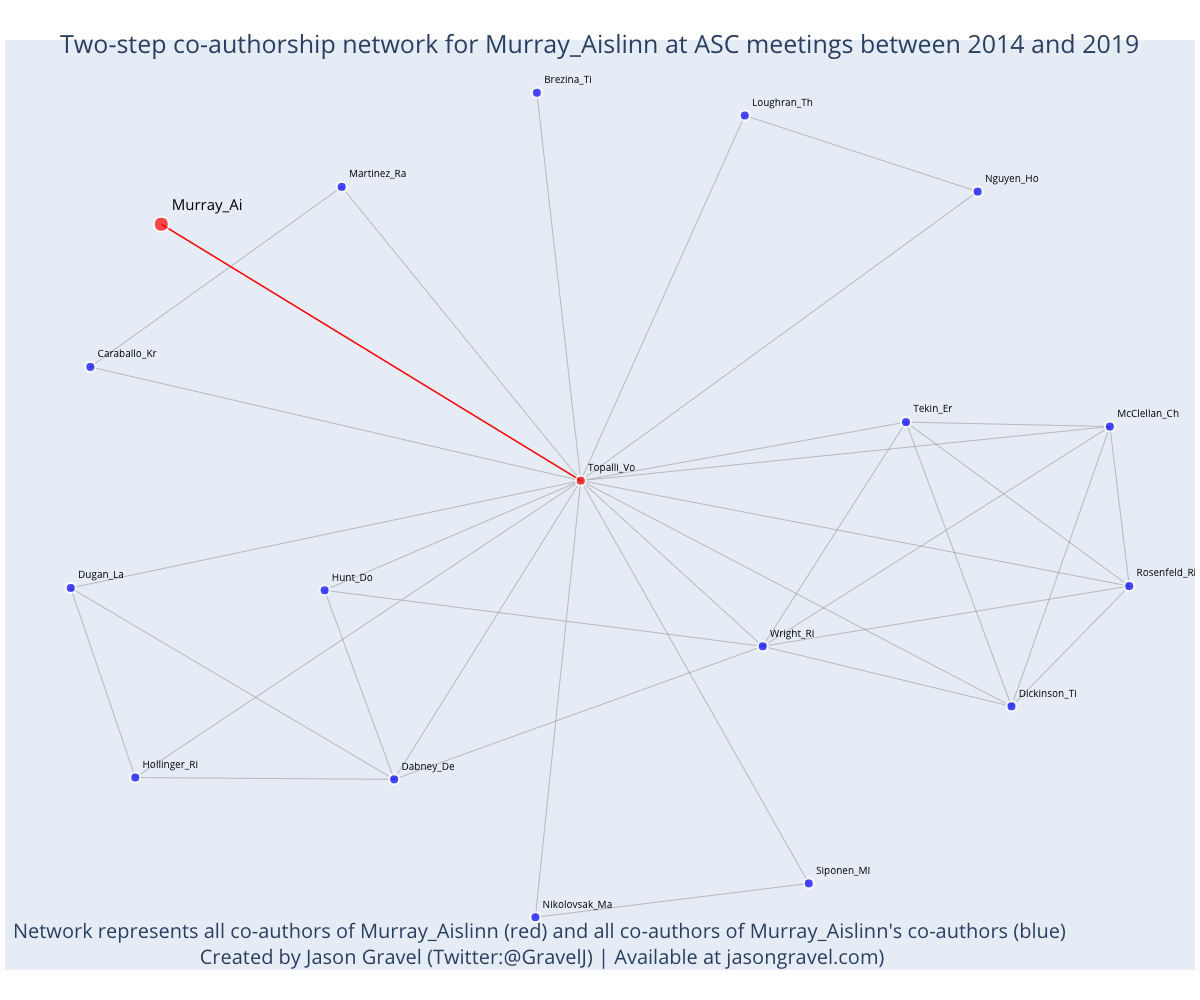 Two-step co-authorship network for Murray_Aislinn at ASC meetings between 2014 and 2019
Brezina_Ti
Loughran_Th
Martinez_Ra
Nguyen_Ho
Murray_Ai
Caraballo_Kr
Tekin_Er
McClellan_Ch
Topalli_Vo
Dugan_La
Hunt_Do
Rosenfeld_Ri
Wright_Ri
Dickinson_Ti
Hollinger_Ri
Dabney_De
Siponen_Mi
Nikolovsak_Ma
Network represents all co-authors of Murray_Aislinn (red) and all co-authors of Murray_Aislinn's co-authors (blue)
Created by Jason Gravel (Twitter:@GravelJ) | Available at jasongravel.com)